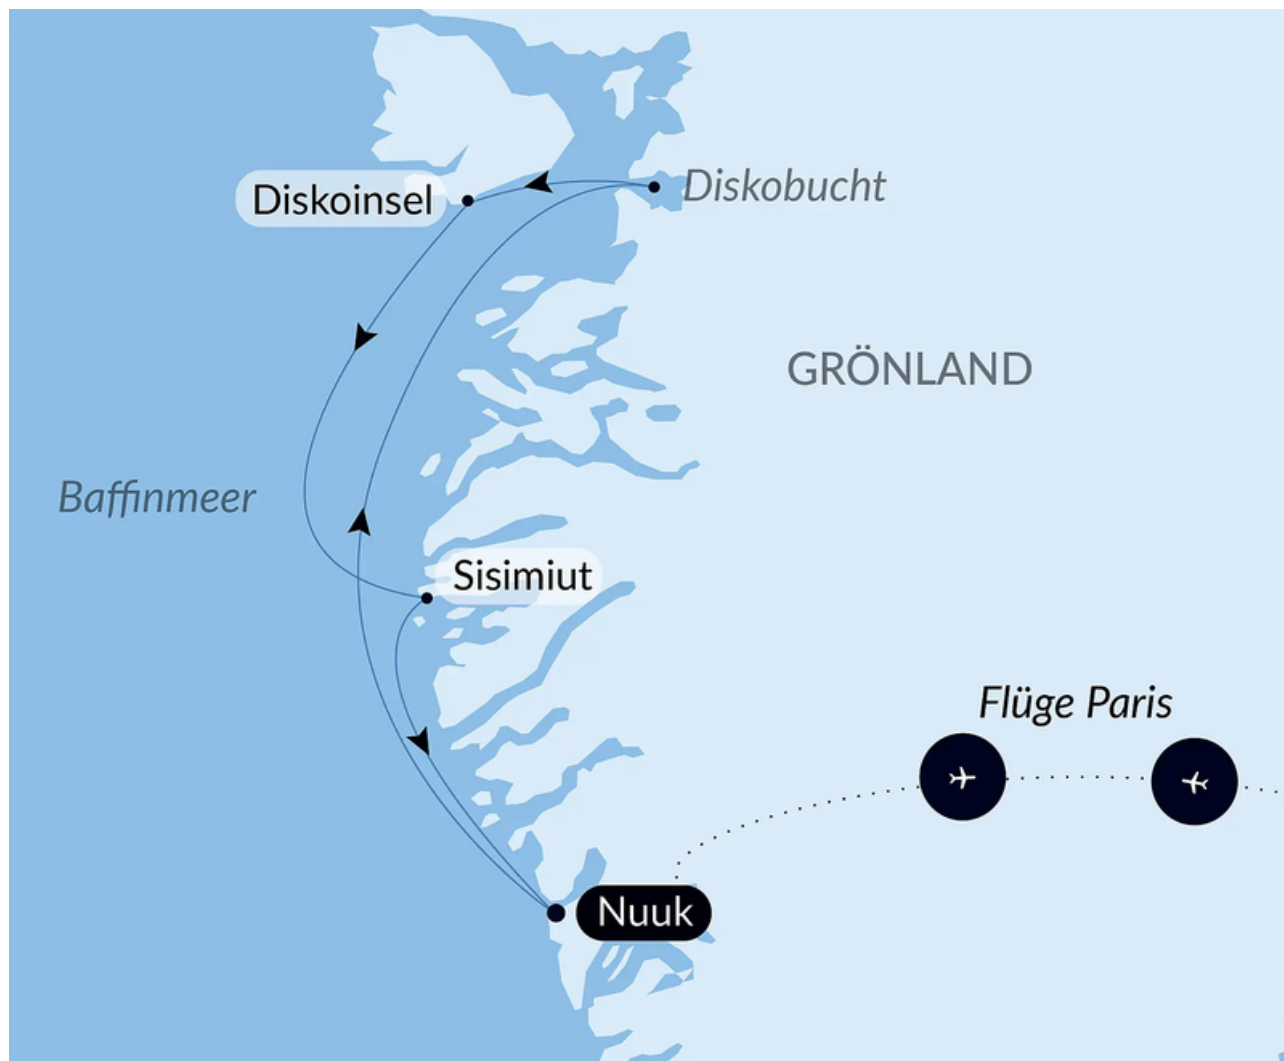 Diskoinsel
Diskobucht
GRÖNLAND
Baffinmeer
Sisimiut
Flüge Paris
Nuuk